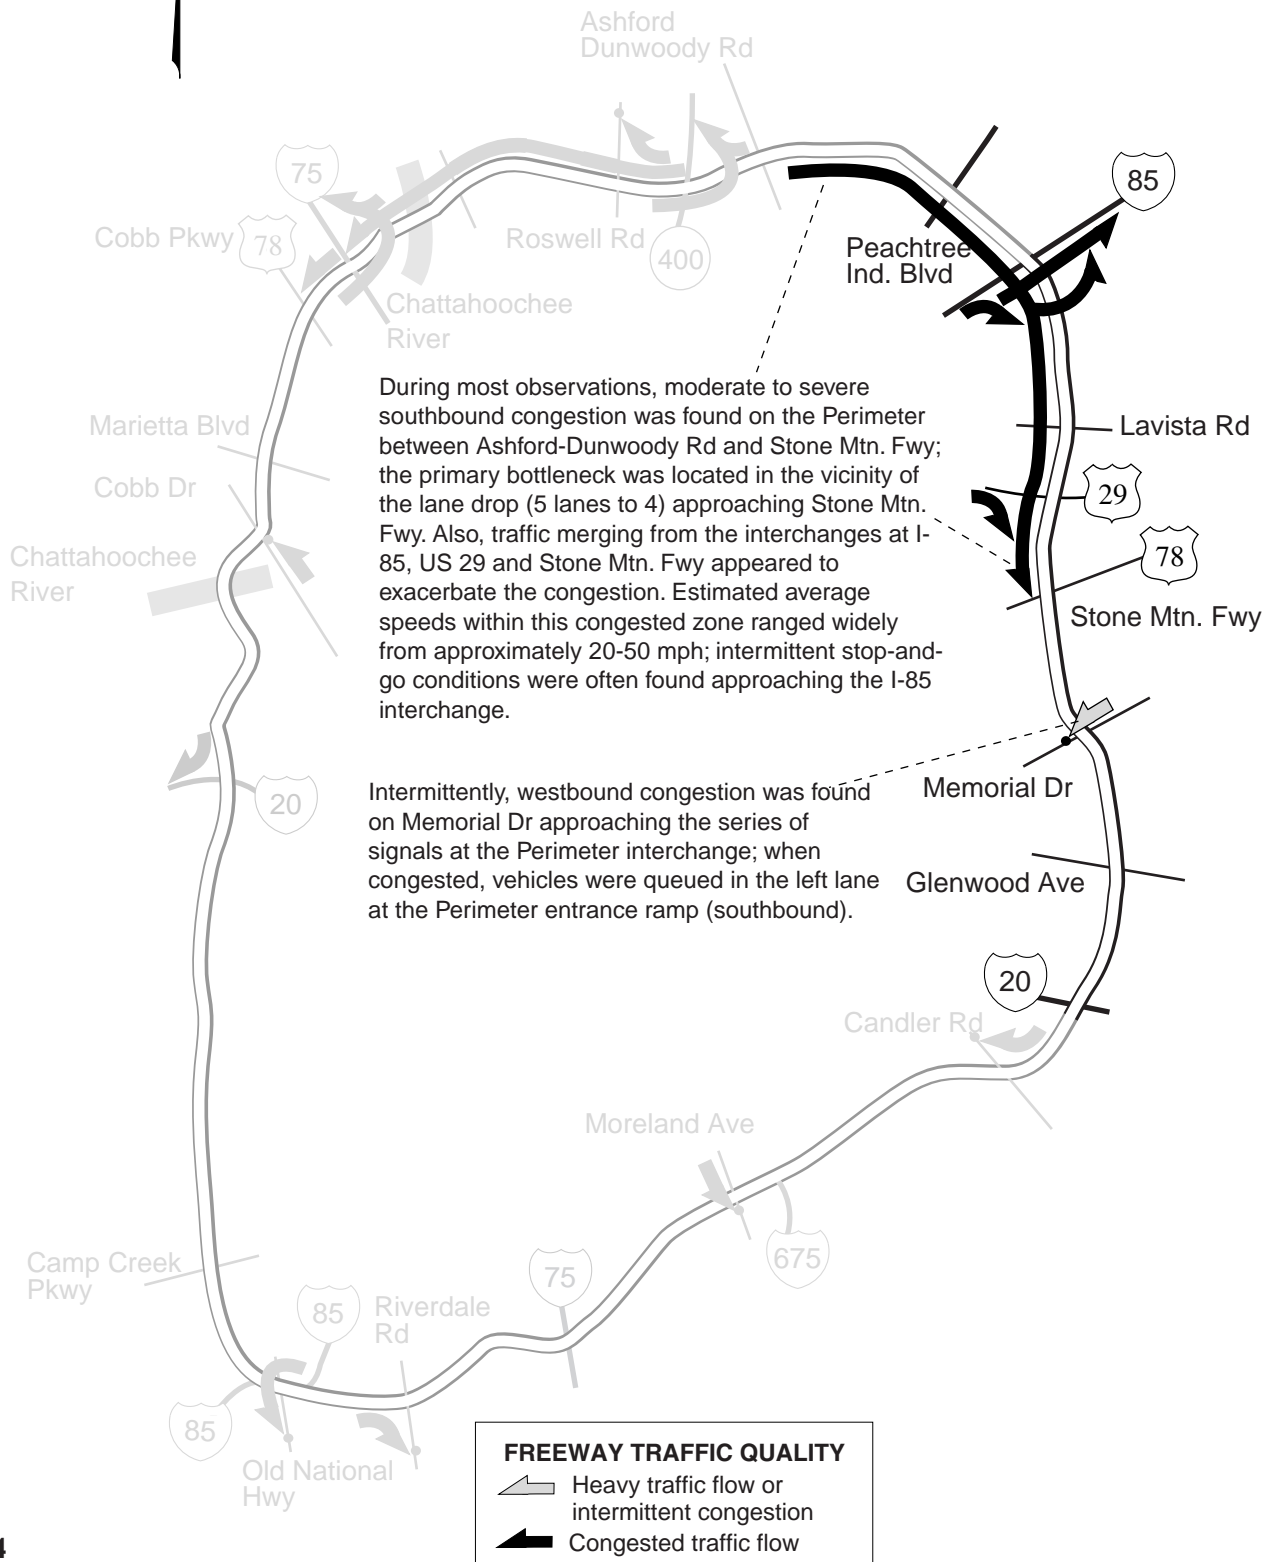 Ashford
Dunwoody Rd
75
85
Cobb Pkwy
78
Roswell Rd
400
Peachtree
Ind. Blvd
Chattahoochee
River
During most observations, moderate to severe
southbound congestion was found on the Perimeter
between Ashford-Dunwoody Rd and Stone Mtn. Fwy;
the primary bottleneck was located in the vicinity of
the lane drop (5 lanes to 4) approaching Stone Mtn.
Fwy. Also, traffic merging from the interchanges at I-
85, US 29 and Stone Mtn. Fwy appeared to
exacerbate the congestion. Estimated average
speeds within this congested zone ranged widely
from approximately 20-50 mph; intermittent stop-and-
go conditions were often found approaching the I-85
interchange.
Marietta Blvd
Lavista Rd
Cobb Dr
29
Chattahoochee
River
78
Stone Mtn. Fwy
20
Intermittently, westbound congestion was found
on Memorial Dr approaching the series of
signals at the Perimeter interchange; when
congested, vehicles were queued in the left lane
at the Perimeter entrance ramp (southbound).
Memorial Dr
Glenwood Ave
20
Candler Rd
Moreland Ave
675
Camp Creek
Pkwy
75
85
Riverdale
Rd
85
Old National
Hwy
FREEWAY TRAFFIC QUALITY
Heavy traffic flow or
intermittent congestion
Congested traffic flow
4